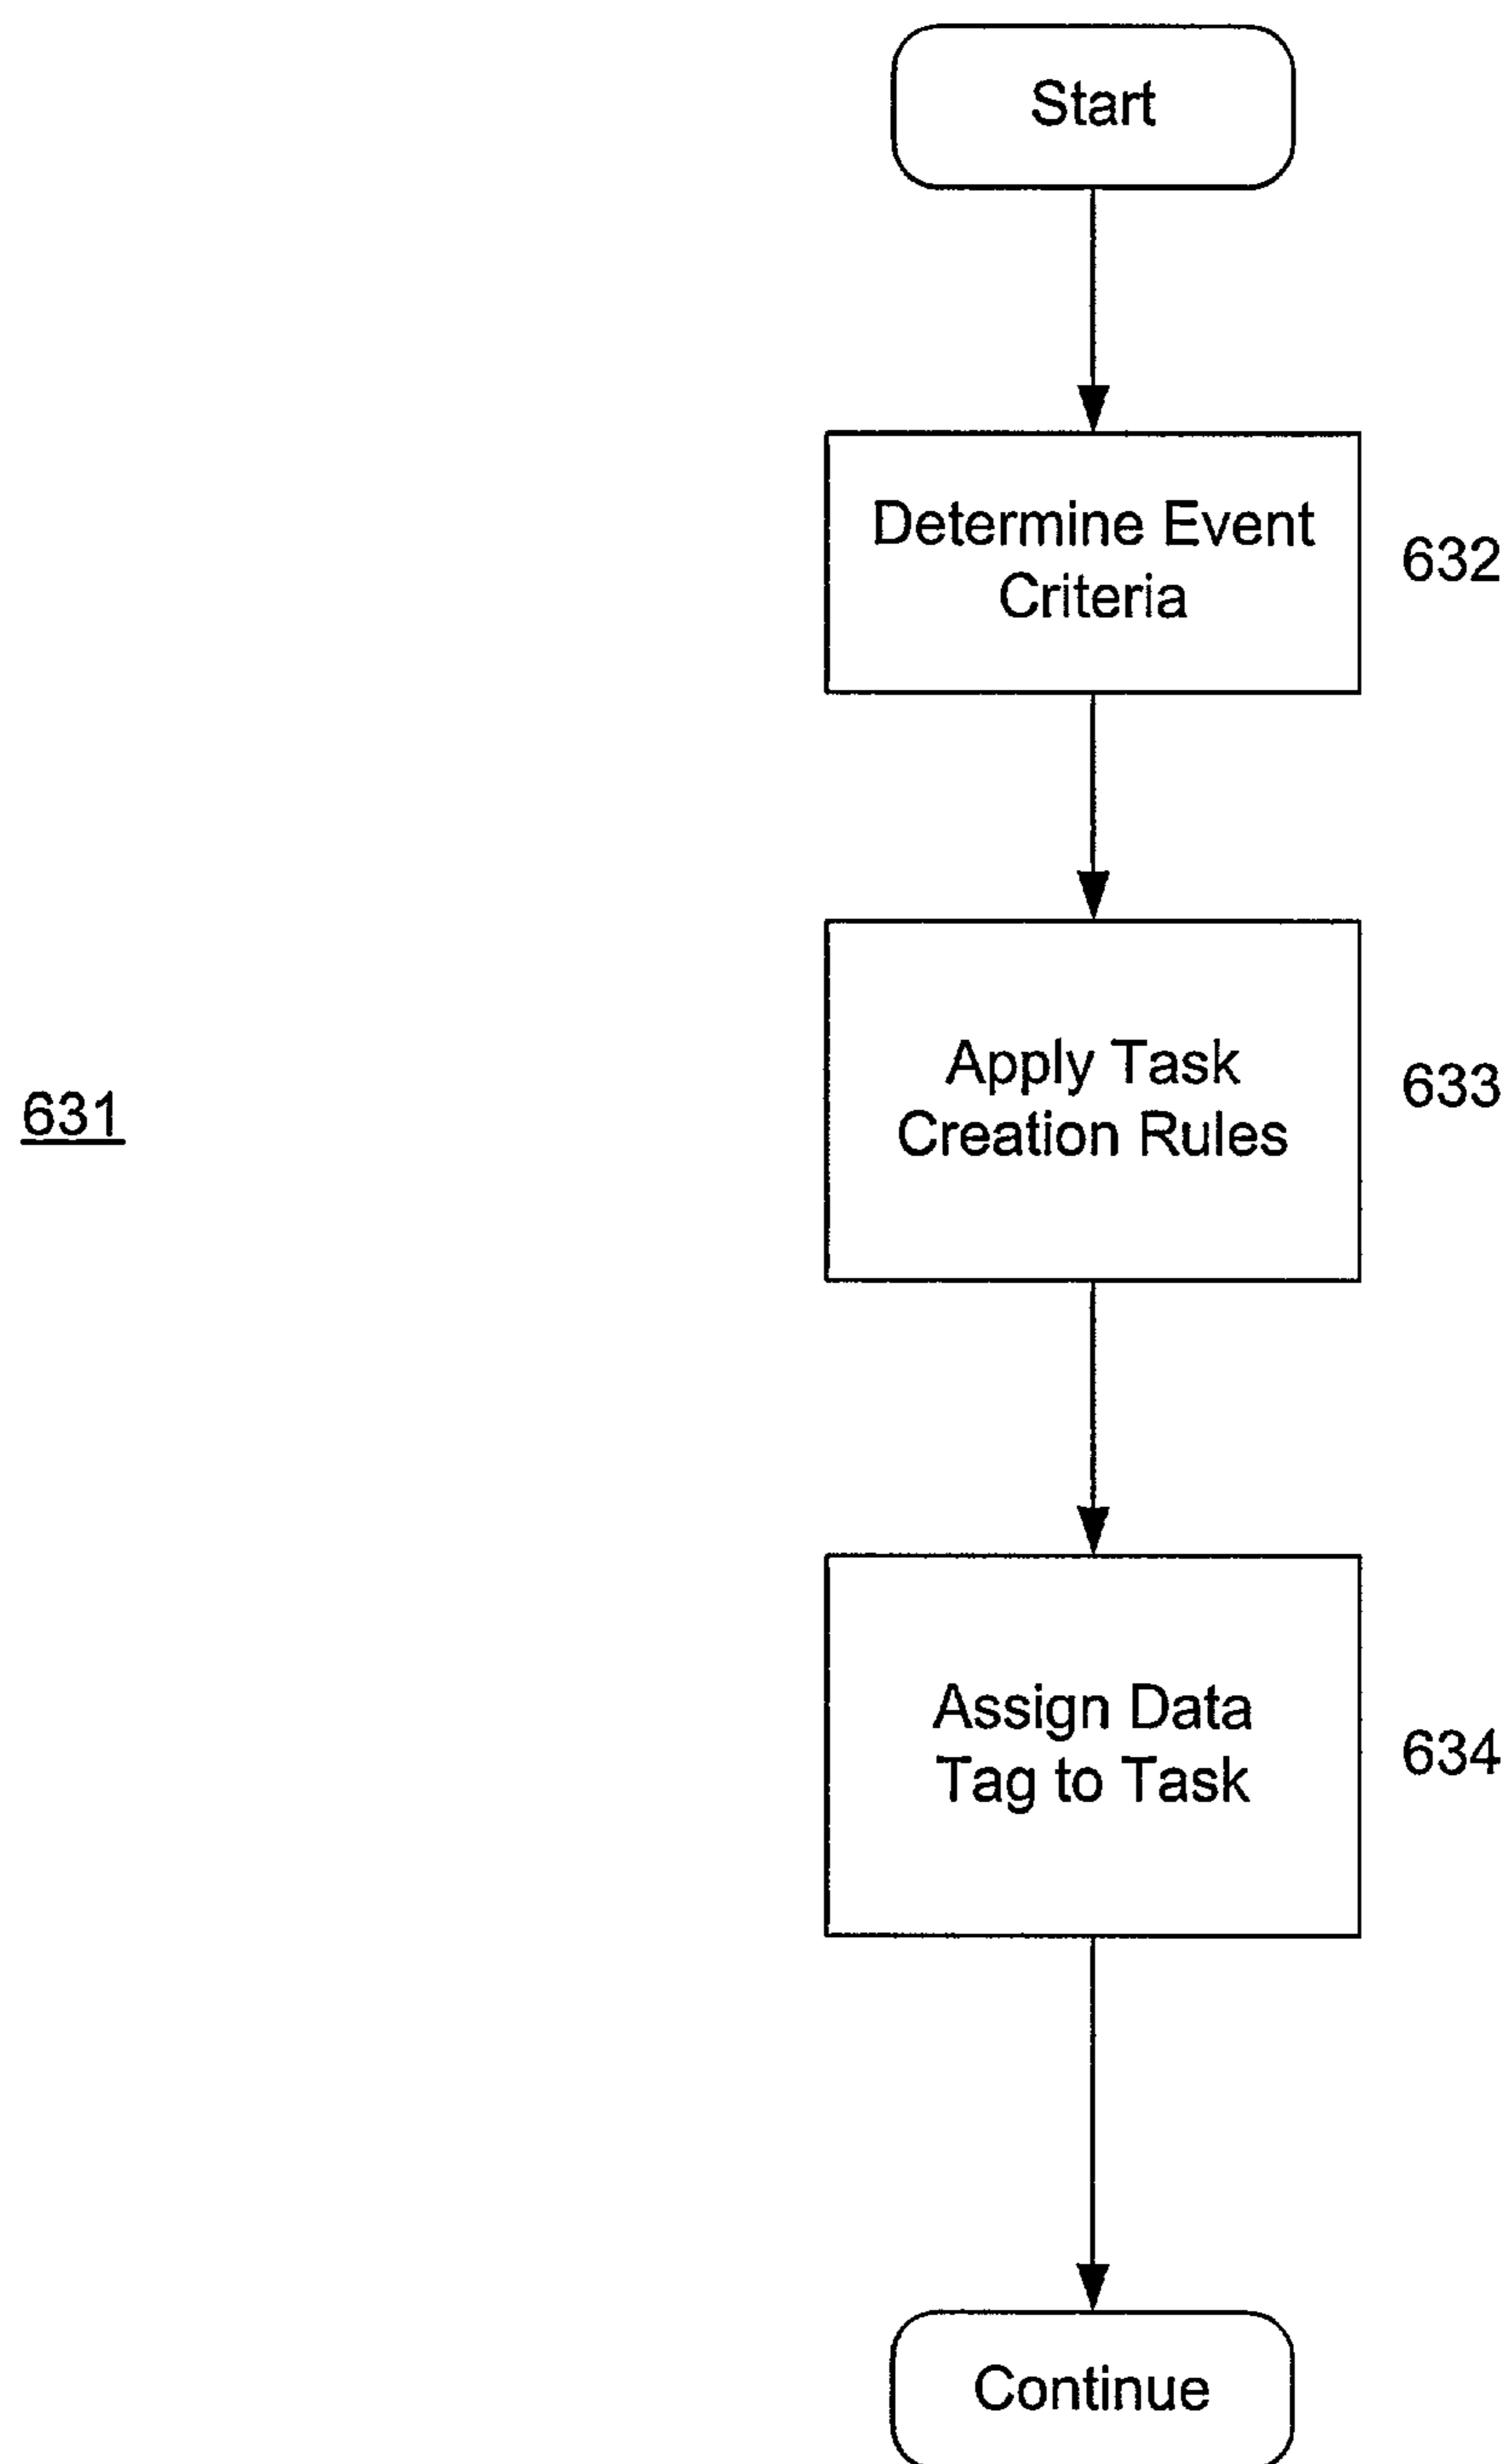 Start
Determine Event
Criteria
632
Apply Task
Creation Rules
633
631
Assign Data
Tag to Task
634
Continue